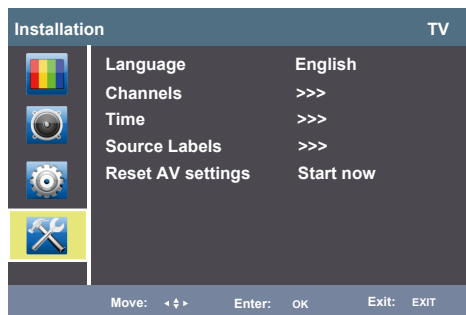 Installation TV
Language English
Channels >>>
Time >>>
Source Labels >>>
Reset AV settings Start now
Move: Enter: OK Exit: EXIT